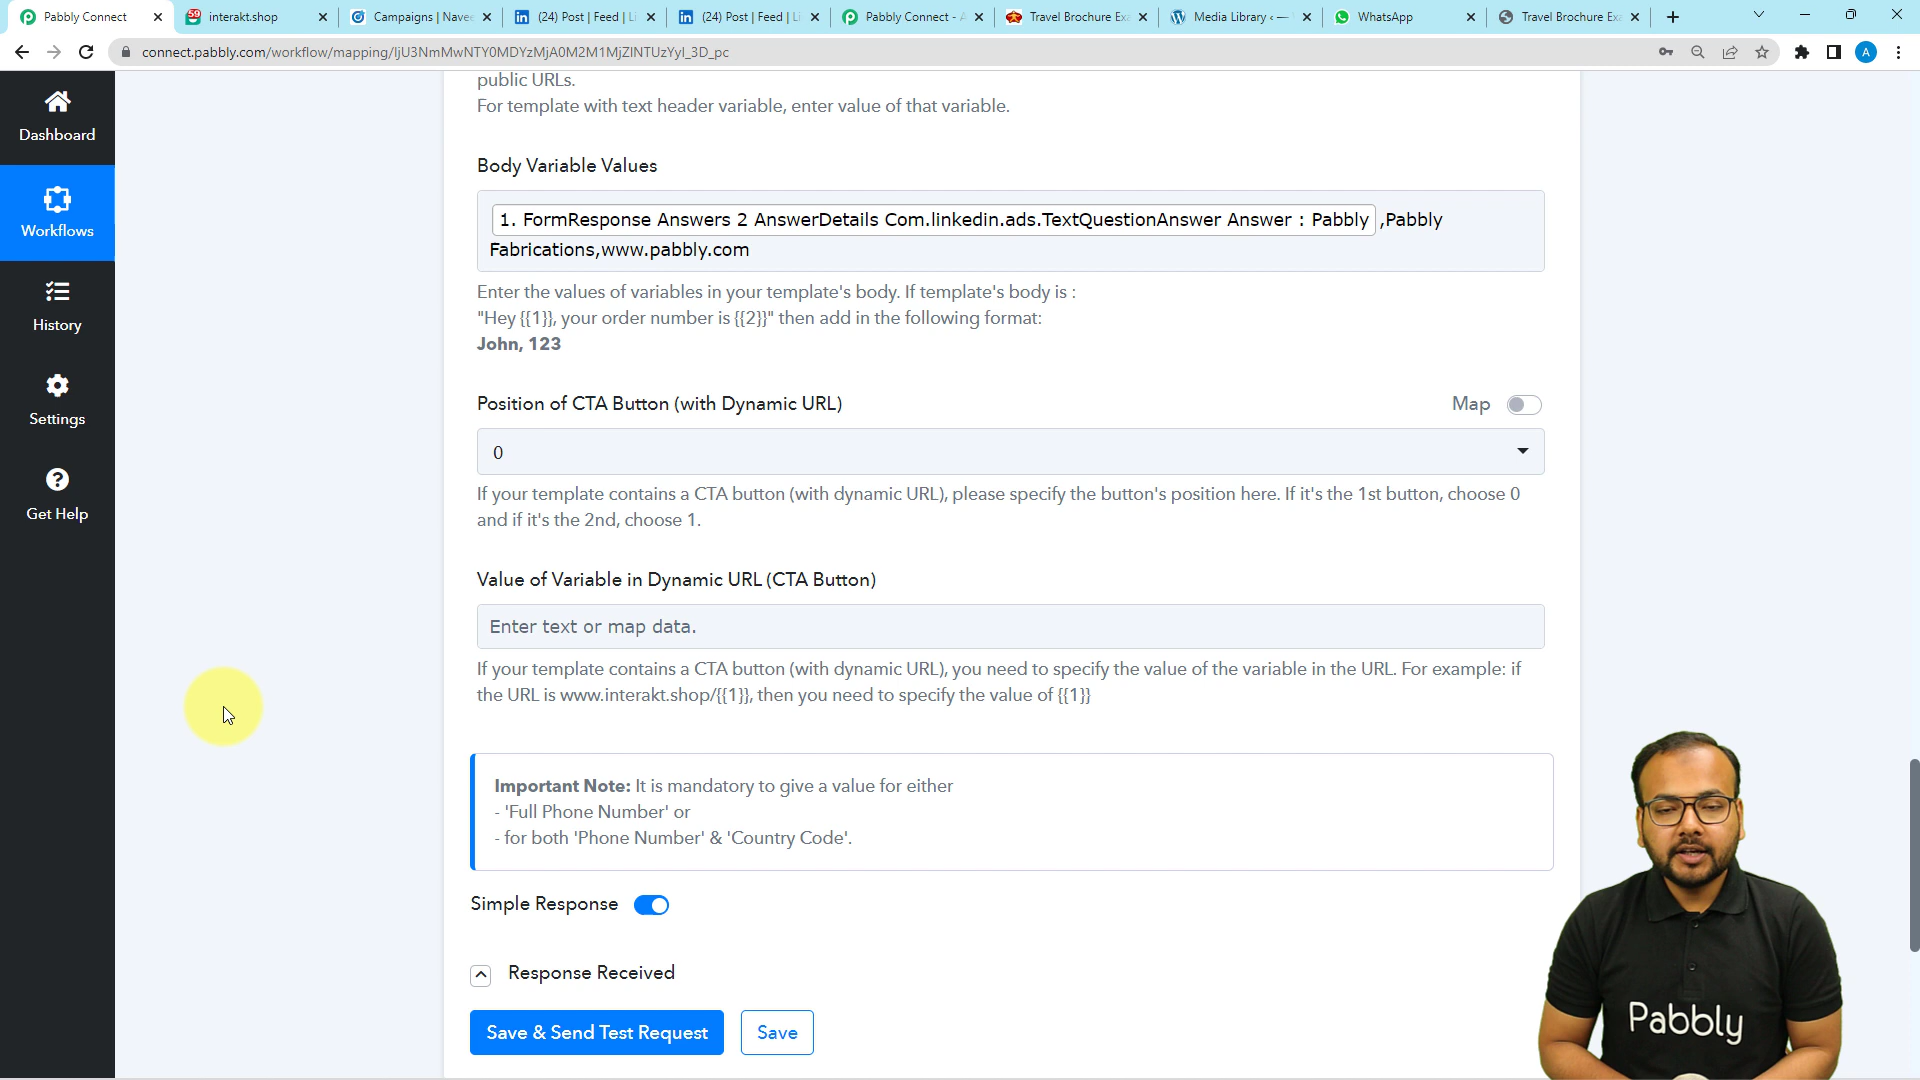 Pabbly Connect
interakt.shop
Campaigns | Navee
(24) Post | Feed | Li
(24) Post | Feed | Li
Pabbly Connect - A
Travel Brochure Exa
Media Library ‹ —
WhatsApp
Travel Brochure Exa
connect.pabbly.com
A
Dashboard
Workflows
History
Settings
Get Help
public URLs.
For template with text header variable, enter value of that variable.
Body Variable Values
1. FormResponse Answers 2 AnswerDetails Com.linkedin.ads.TextQuestionAnswer Answer : Pabbly ,Pabbly
Fabrications,www.pabbly.com
Enter the values of variables in your template's body. If template's body is :
"Hey {{1}}, your order number is {{2}}" then add in the following format:
John, 123
Position of CTA Button (with Dynamic URL)
Map
0
If your template contains a CTA button (with dynamic URL), please specify the button's position here. If it's the 1st button, choose 0
and if it's the 2nd, choose 1.
Value of Variable in Dynamic URL (CTA Button)
Enter text or map data.
If your template contains a CTA button (with dynamic URL), you need to specify the value of the variable in the URL. For example: if
the URL is www.interakt.shop/{{1}}, then you need to specify the value of {{1}}
Important Note: It is mandatory to give a value for either
- 'Full Phone Number' or
- for both 'Phone Number' & 'Country Code'.
Simple Response
Response Received
Save & Send Test Request
Save
Pabbly